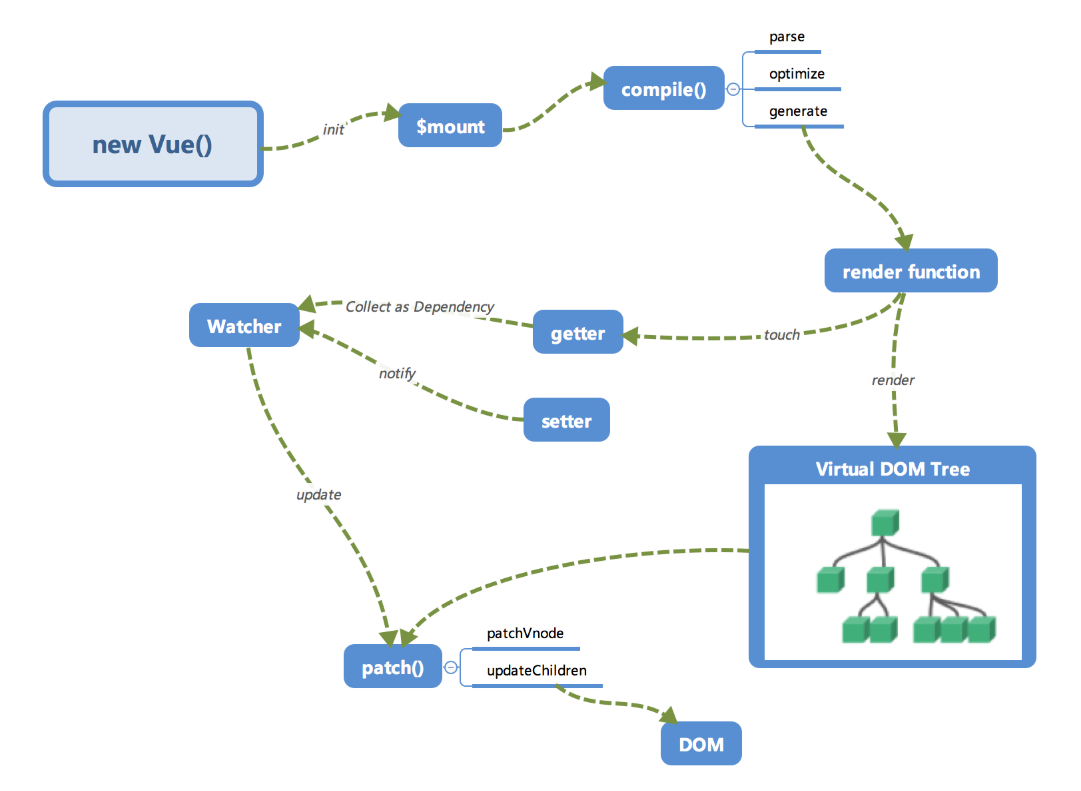 parse
compile()
optimize
generate
new Vue()
init
$mount
render function
Watcher
Collect as Dependency
getter
touch
notify
render
setter
Virtual DOM Tree
update
patchVnode
patch()
updateChildren
DOM